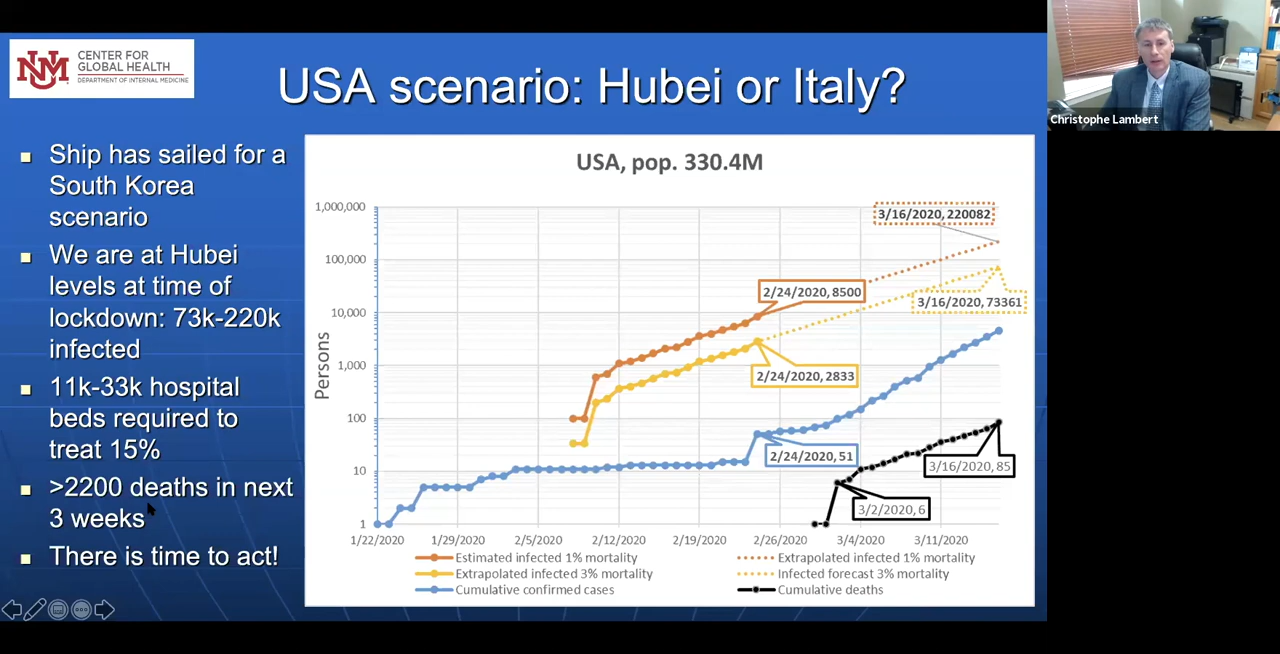 UNM
CENTER FOR
GLOBAL HEALTH
DEPARTMENT OF INTERNAL MEDICINE
USA scenario: Hubei or Italy?
Christophe Lambert
Ship has sailed for a
South Korea
scenario
We are at Hubei
levels at time of
lockdown: 73k-220k
infected
11k-33k hospital
beds required to
treat 15%
>2200 deaths in next
3 weeks
There is time to act!
USA, pop. 330.4M
Persons
1,000,000
100,000
10,000
1,000
100
10
1
3/16/2020, 220082
2/24/2020, 8500
3/16/2020, 73361
2/24/2020, 2833
2/24/2020, 51
3/16/2020, 85
3/2/2020, 6
1/22/2020 1/29/2020 2/5/2020 2/12/2020 2/19/2020 2/26/2020 3/4/2020 3/11/2020
Estimated infected 1% mortality Extrapolated infected 1% mortality
Extrapolated infected 3% mortality Infected forecast 3% mortality
Cumulative confirmed cases Cumulative deaths